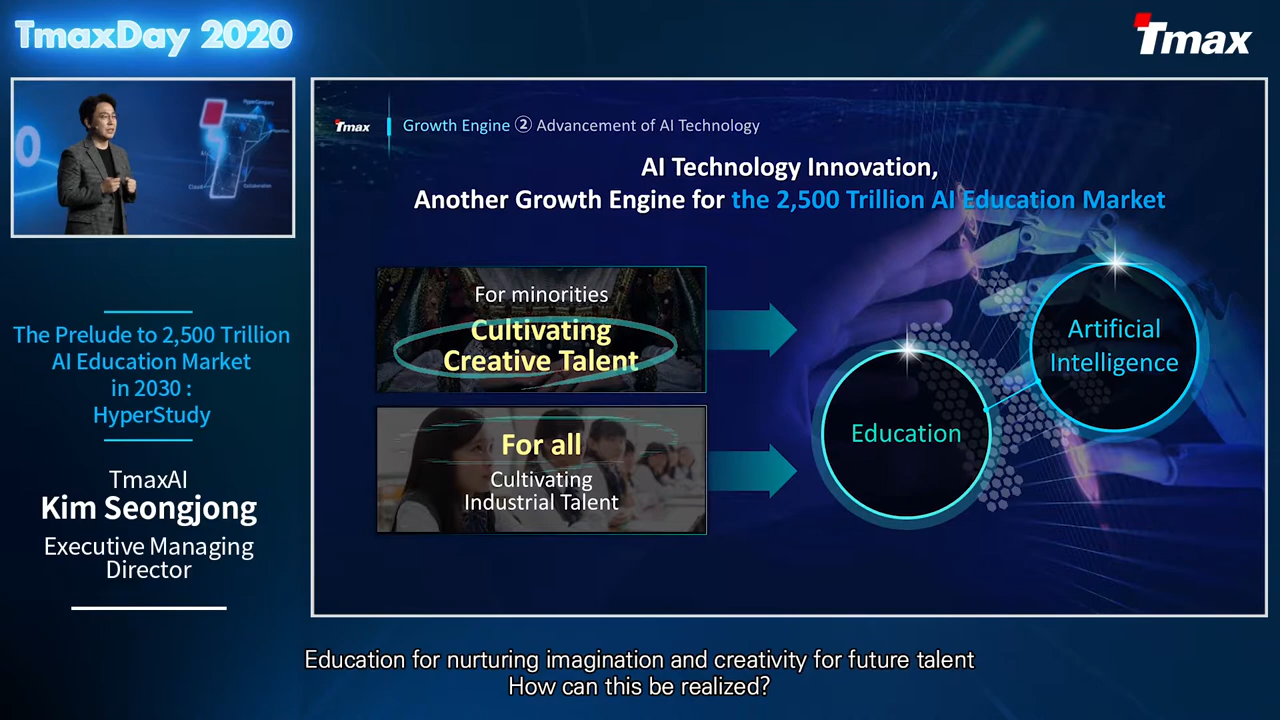 TmaxDay 2020
Tmax
Tmax
Growth Engine ② Advancement of AI Technology
AI Technology Innovation,
Another Growth Engine for the 2,500 Trillion AI Education Market
For minorities
Cultivating
Creative Talent
For all
Cultivating
Industrial Talent
Education
Artificial
Intelligence
The Prelude to 2,500 Trillion
AI Education Market
in 2030 :
HyperStudy
TmaxAI
Kim Seongjong
Executive Managing
Director
Education for nurturing imagination and creativity for future talent
How can this be realized?